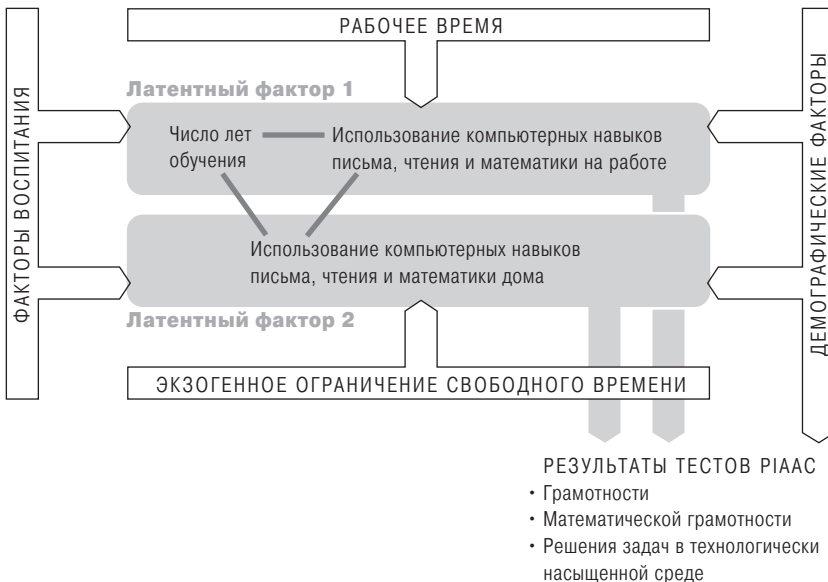 РАБОЧЕЕ ВРЕМЯ
ФАКТОРЫ ВОСПИТАНИЯ
ДЕМОГРАФИЧЕСКИЕ ФАКТОРЫ
Латентный фактор 1
Число лет
обучения
Использование компьютерных навыков
письма, чтения и математики на работе
Использование компьютерных навыков
письма, чтения и математики дома
Латентный фактор 2
ЭКЗОГЕННОЕ ОГРАНИЧЕНИЕ СВОБОДНОГО ВРЕМЕНИ
РЕЗУЛЬТАТЫ ТЕСТОВ PIAAC
• Грамотности
• Математической грамотности
• Решения задач в технологически
насыщенной среде